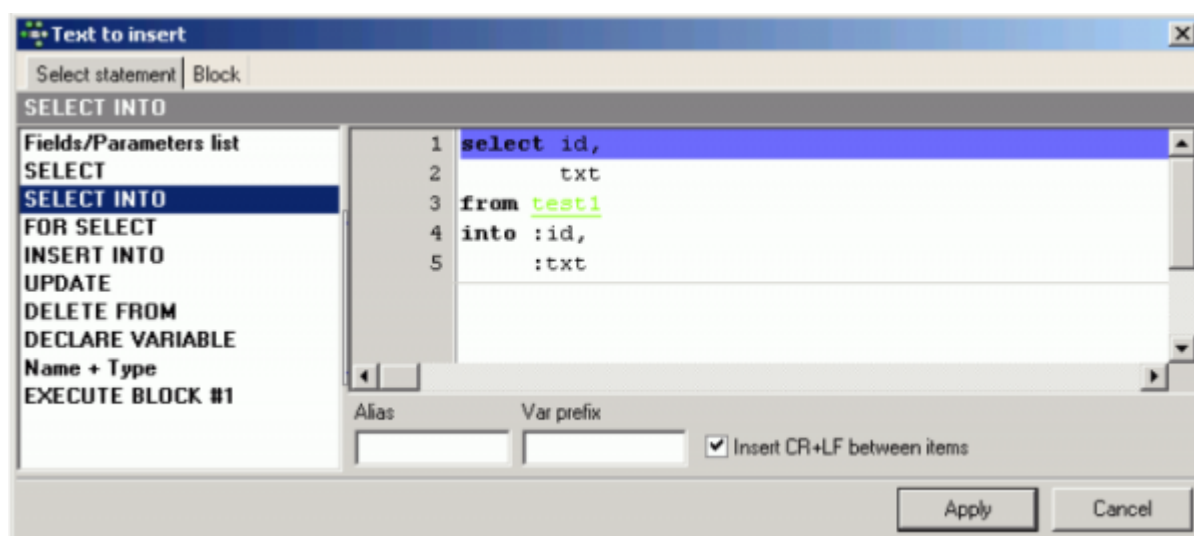 Text to insert
Select statement Block
SELECT INTO
Fields/Parameters list
SELECT
SELECT INTO
FOR SELECT
INSERT INTO
UPDATE
DELETE FROM
DECLARE VARIABLE
Name + Type
EXECUTE BLOCK #1
1 select id,
2 txt
3 from test1
4 into :id,
5 :txt
Alias Var prefix
Insert CR+LF between items
Apply Cancel